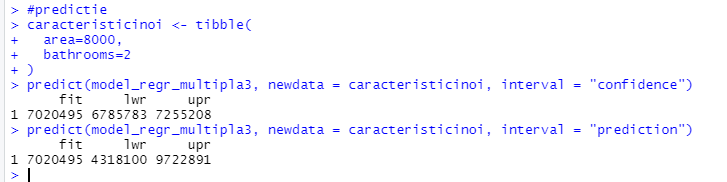 > #predictie
> caracteristicinoi <- tibble(
+   area=8000,
+   bathrooms=2
+ )
> predict(model_regr_multipla3, newdata = caracteristicinoi, interval = "confidence")
      fit     lwr     upr
1 7020495 6785783 7255208
> predict(model_regr_multipla3, newdata = caracteristicinoi, interval = "prediction")
      fit     lwr     upr
1 7020495 4318100 9722891
>